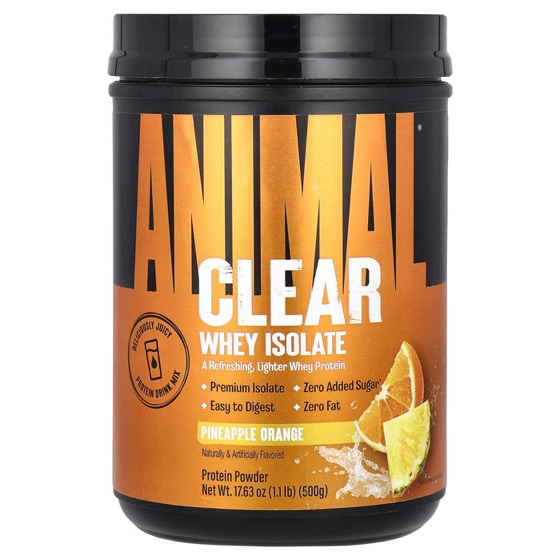 ANIMAL®
CLEAR
WHEY ISOLATE
A Refreshing, Lighter Whey Protein
+ Premium Isolate + Zero Added Sugar
+ Easy to Digest + Zero Fat
DELICIOUSLY JUICY
PROTEIN DRINK MIX
PINEAPPLE ORANGE
Naturally & Artificially Flavored
Protein Powder
Net Wt. 17.63 oz (1.1 lb) (500g)